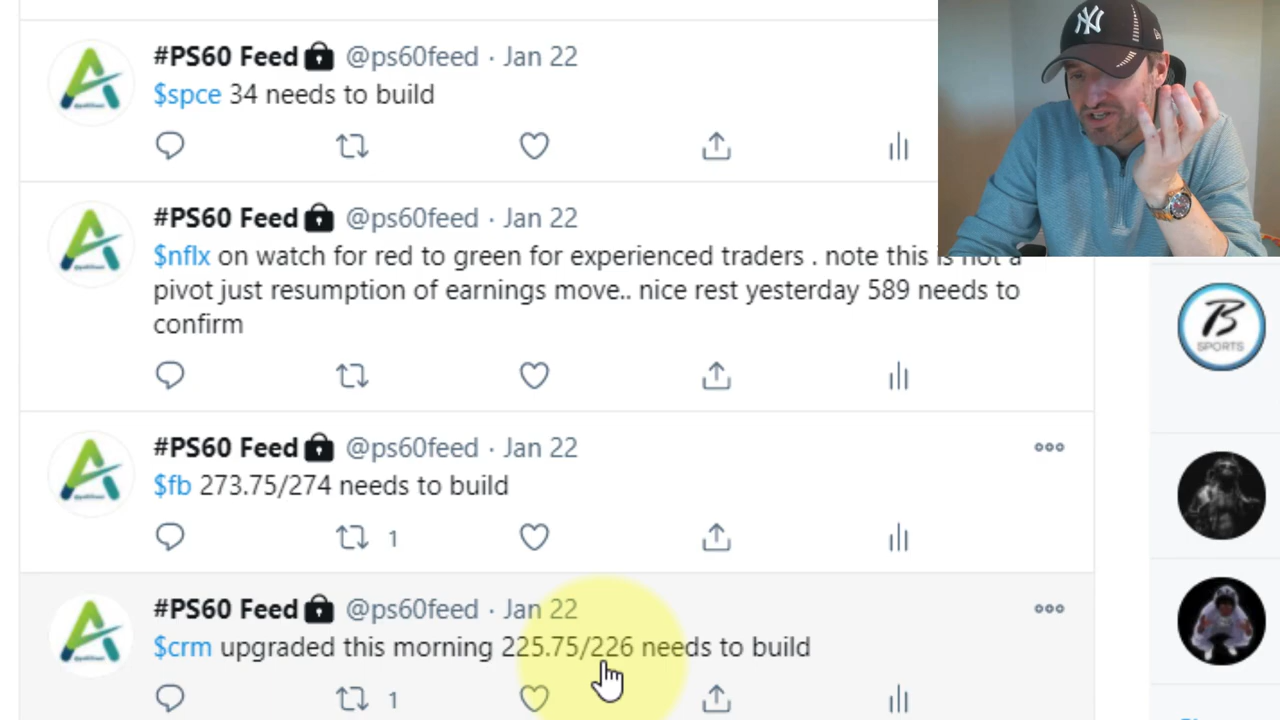 #PS60 Feed @ps60feed · Jan 22
$spce 34 needs to build
#PS60 Feed @ps60feed · Jan 22
$nflx on watch for red to green for experienced traders . note this is not a
pivot just resumption of earnings move.. nice rest yesterday 589 needs to
confirm
#PS60 Feed @ps60feed · Jan 22
$fb 273.75/274 needs to build
1
#PS60 Feed @ps60feed · Jan 22
$crm upgraded this morning 225.75/226 needs to build
1
NY
B
SPORTS